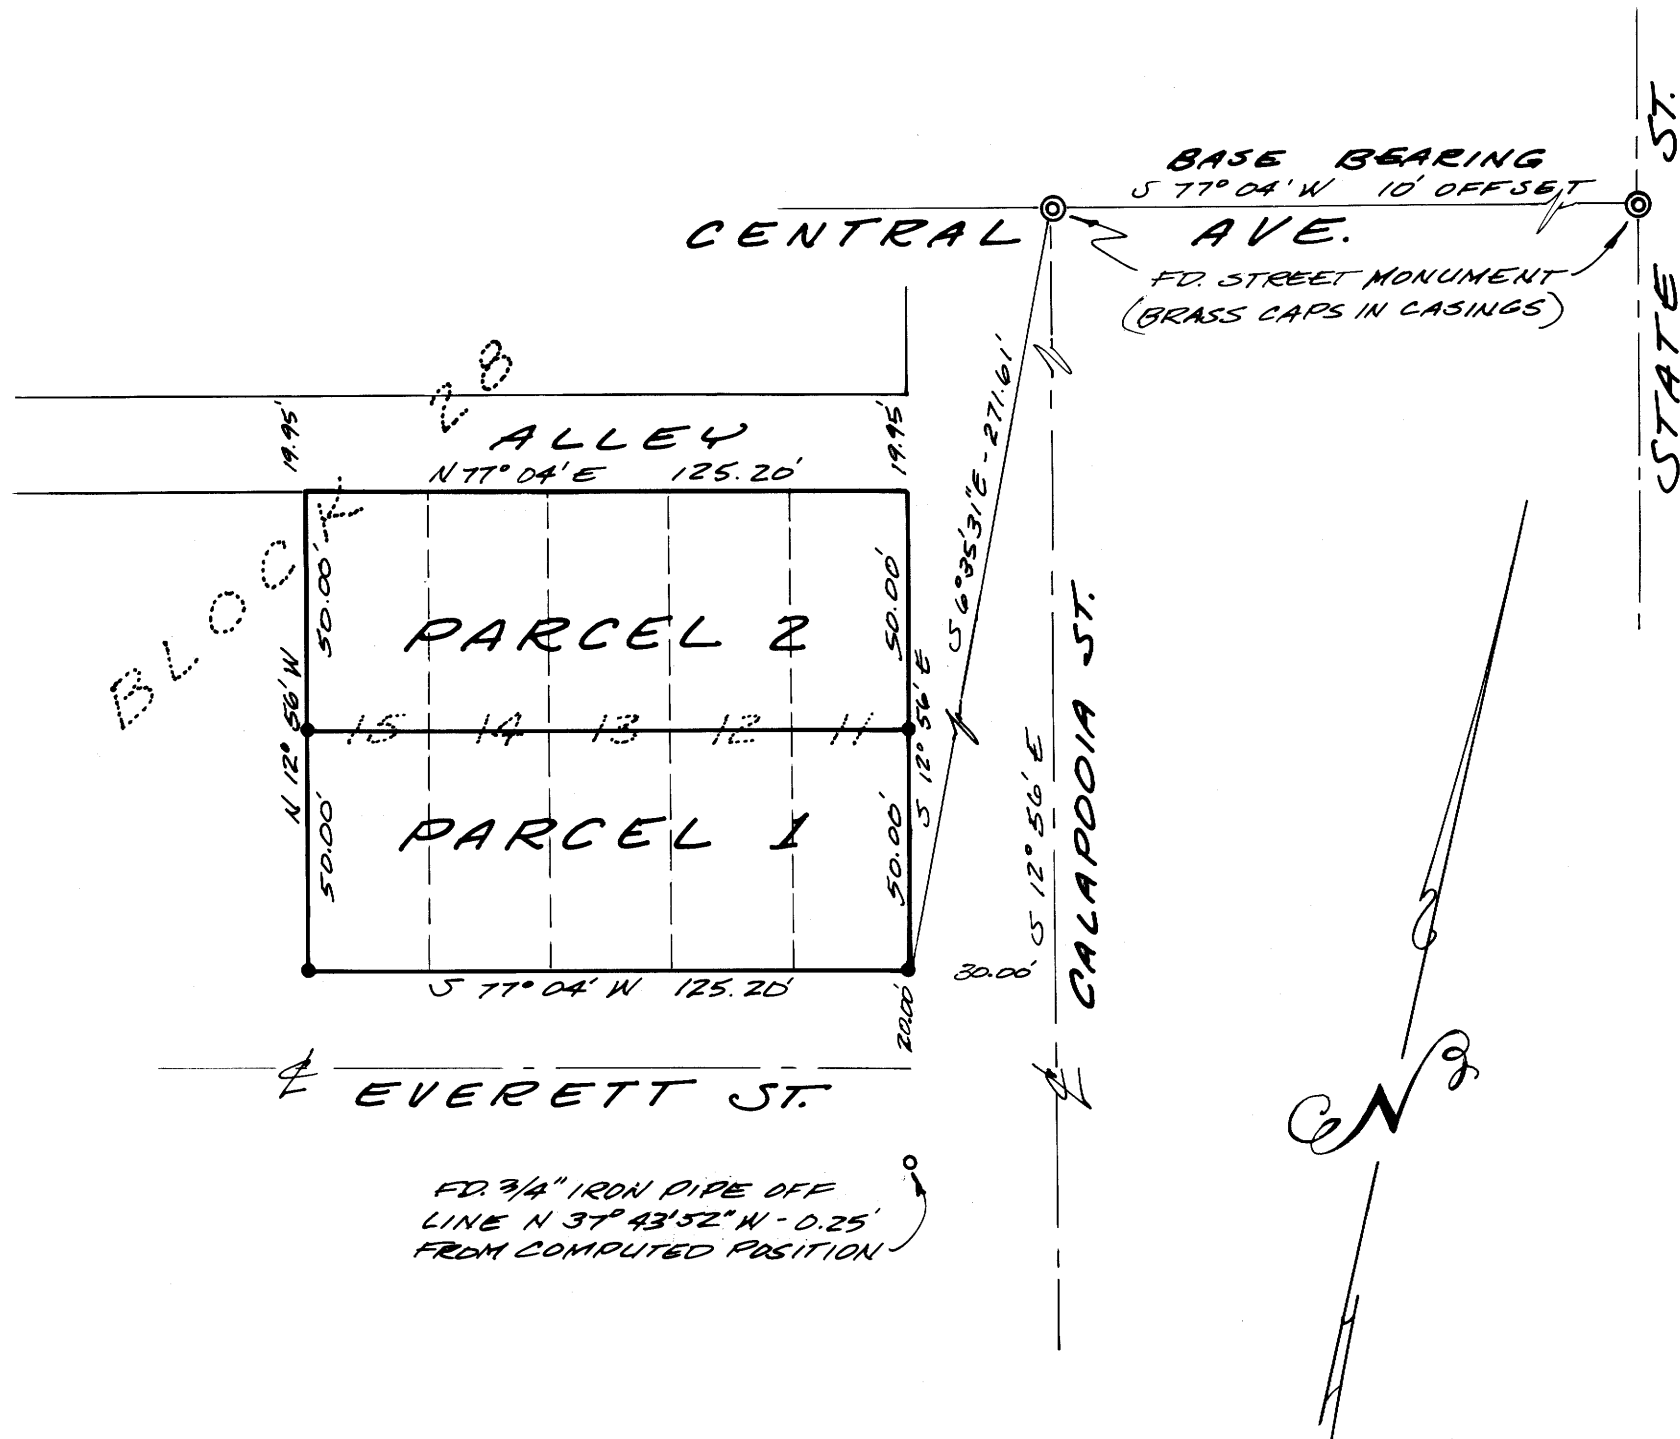 BASE BEARING
S 77° 04' W 10' OFFSET
CENTRAL AVE.
FD. STREET MONUMENT
(BRASS CAPS IN CASINGS)
STATE ST.
BLOCK 28
19.95'
ALLEY
19.95'
N 77° 04' E 125.20'
S 6° 35' 31" E - 271.61'
50.00'
PARCEL 2
50.00'
N 12° 56' W
15 14 13 12 11
S 12° 56' E
50.00'
PARCEL 1
50.00'
S 12° 56' E
CALAPOOIA ST.
30.00'
S 77° 04' W 125.20'
20.00'
℄
EVERETT ST.
℄
FD. 3/4" IRON PIPE OFF
LINE N 37° 43' 52" W - 0.25'
FROM COMPUTED POSITION
N